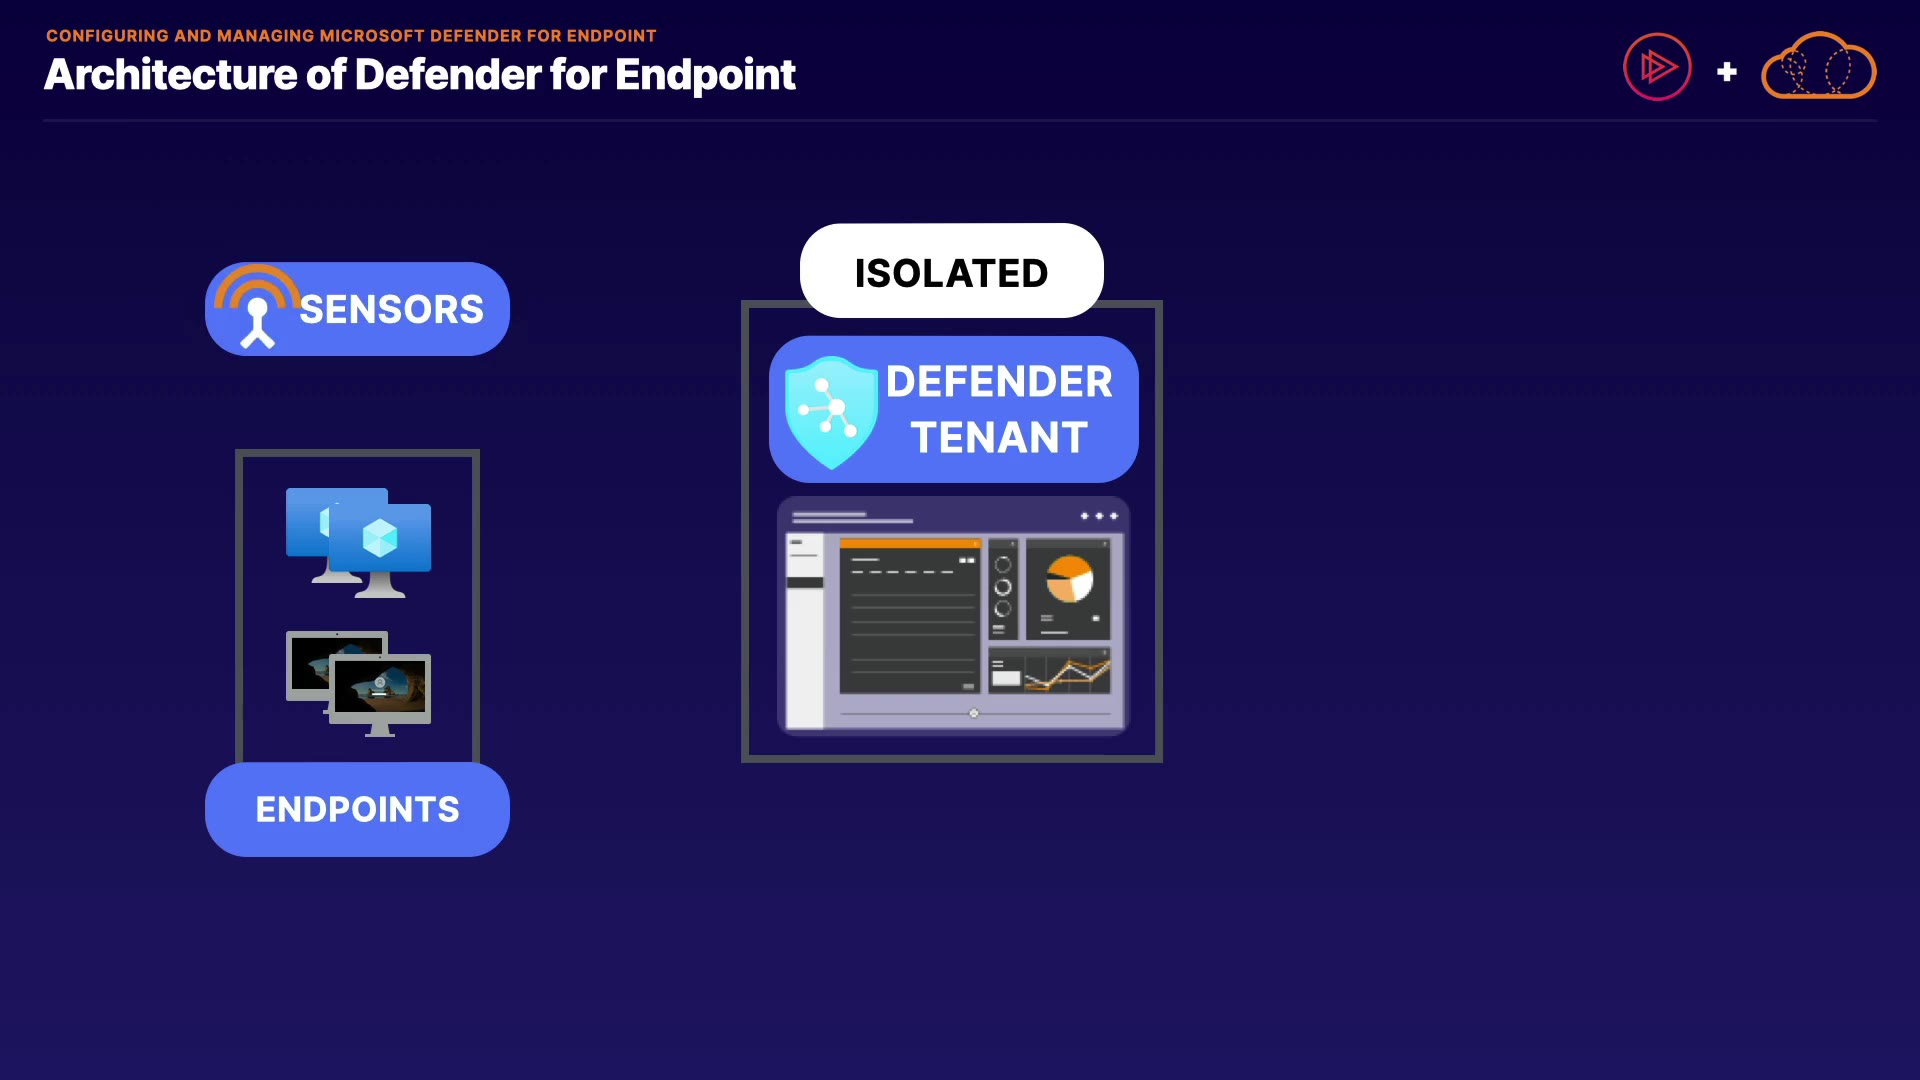 CONFIGURING AND MANAGING MICROSOFT DEFENDER FOR ENDPOINT
Architecture of Defender for Endpoint
SENSORS
ENDPOINTS
ISOLATED
DEFENDER
TENANT